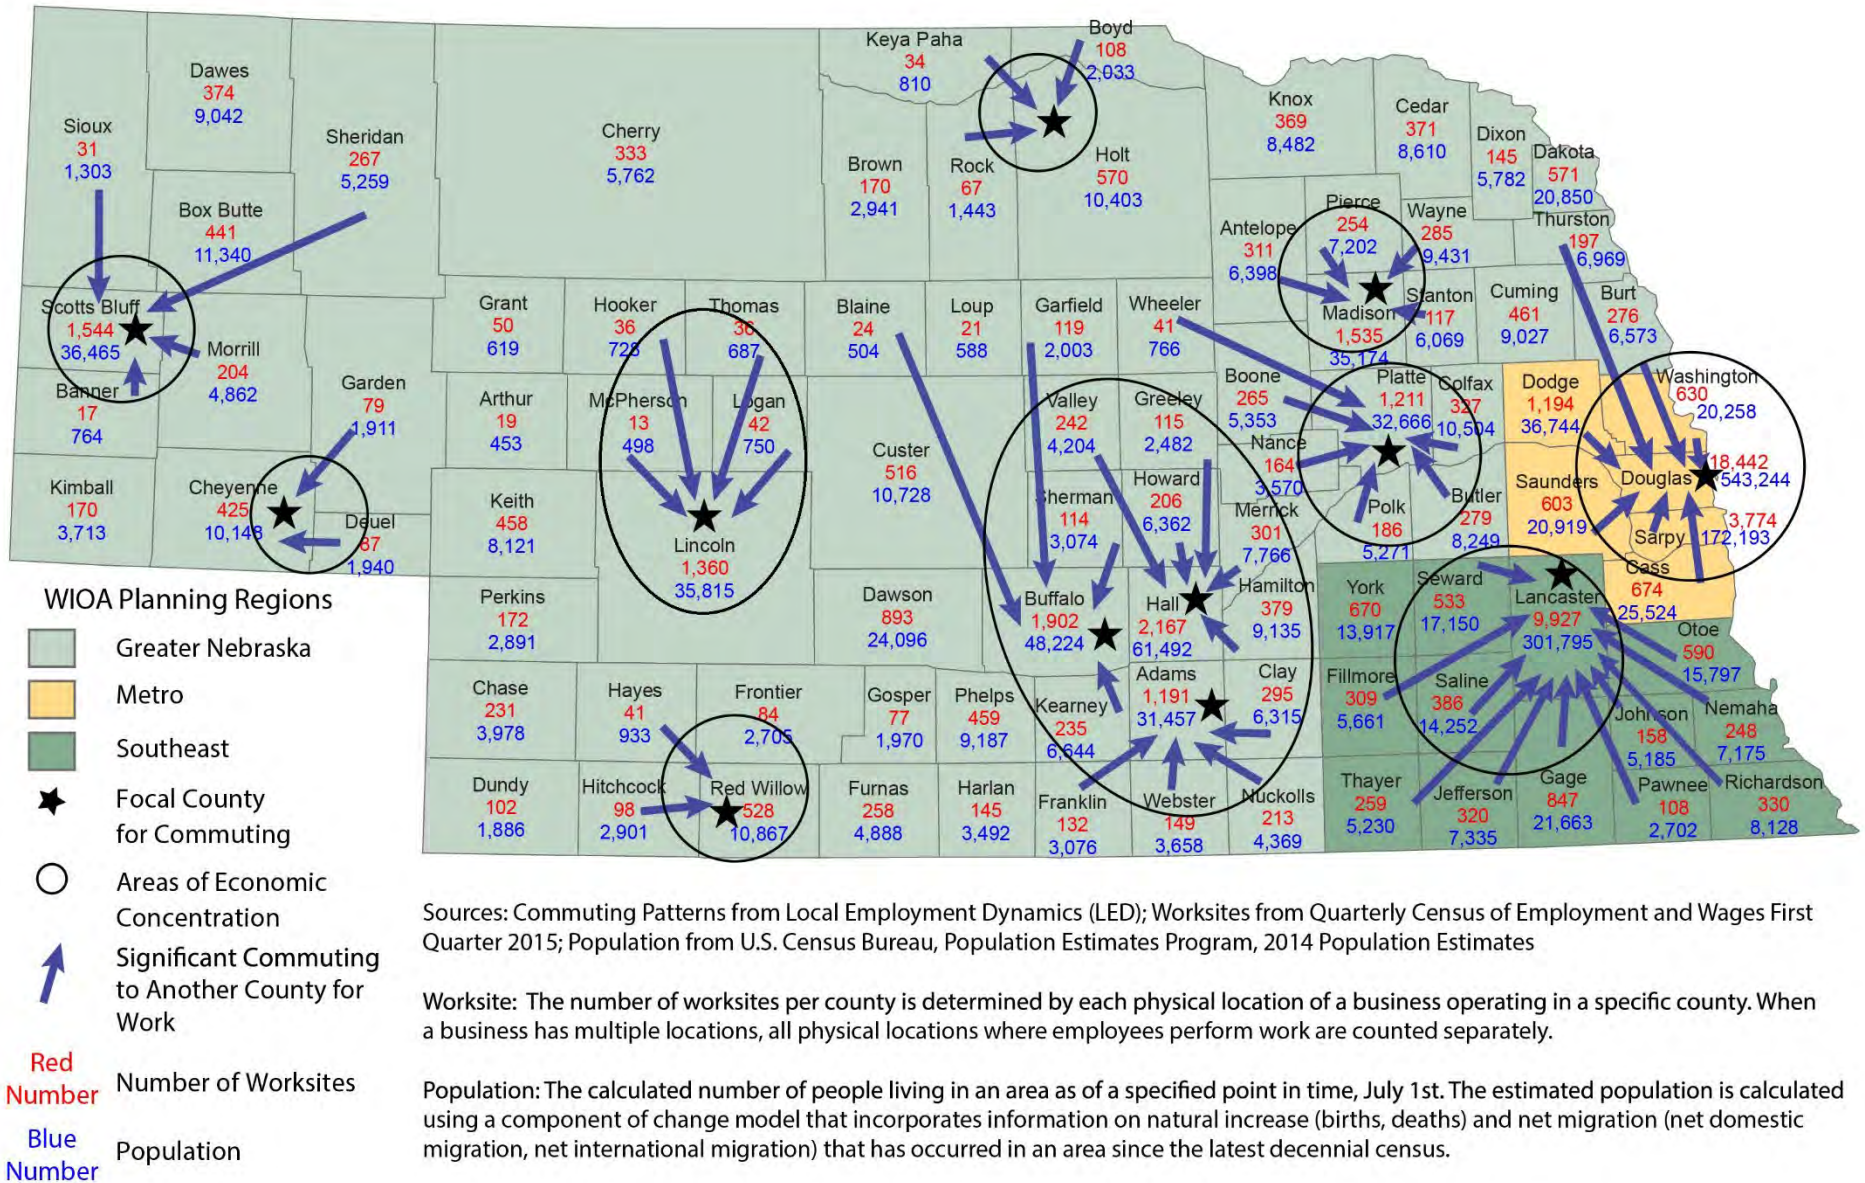 Keya Paha
34
810
Boyd
108
2,033
Dawes
374
9,042
Sioux
31
1,303
Sheridan
267
5,259
Cherry
333
5,762
Brown
170
2,941
Rock
67
1,443
Holt
570
10,403
Knox
369
8,482
Cedar
371
8,610
Dixon
145
5,782
Dakota
571
20,850
Box Butte
441
11,340
Antelope
311
6,398
Pierce
254
7,202
Wayne
285
9,431
Thurston
197
6,969
Scotts Bluff
1,544
36,465
Morrill
204
4,862
Banner
17
764
Garden
79
1,911
Grant
50
619
Hooker
36
728
Thomas
36
687
Blaine
24
504
Loup
21
588
Garfield
119
2,003
Wheeler
41
766
Madison
1,535
35,174
Stanton
117
6,069
Cuming
461
9,027
Burt
276
6,573
Kimball
170
3,713
Cheyenne
425
10,148
Deuel
87
1,940
Arthur
19
453
McPherson
13
498
Logan
42
750
Custer
516
10,728
Valley
242
4,204
Greeley
115
2,482
Boone
265
5,353
Platte
1,211
32,666
Colfax
327
10,504
Dodge
1,194
36,744
Washington
630
20,258
Nance
164
3,570
Keith
458
8,121
Lincoln
1,360
35,815
Sherman
114
3,074
Howard
206
6,362
Merrick
301
7,766
Polk
186
5,271
Butler
279
8,249
Saunders
603
20,919
Douglas
18,442
543,244
Sarpy
3,774
172,193
Cass
674
25,524
Perkins
172
2,891
Dawson
893
24,096
Buffalo
1,902
48,224
Hall
2,167
61,492
Hamilton
379
9,135
York
670
13,917
Seward
533
17,150
Lancaster
9,927
301,795
Otoe
590
15,797
Chase
231
3,978
Hayes
41
933
Frontier
84
2,705
Gosper
77
1,970
Phelps
459
9,187
Kearney
235
6,644
Adams
1,191
31,457
Clay
295
6,315
Fillmore
309
5,661
Saline
386
14,252
Johnson
158
5,185
Nemaha
248
7,175
Dundy
102
1,886
Hitchcock
98
2,901
Red Willow
528
10,867
Furnas
258
4,888
Harlan
145
3,492
Franklin
132
3,076
Webster
149
3,658
Nuckolls
213
4,369
Thayer
259
5,230
Jefferson
320
7,335
Gage
847
21,663
Pawnee
108
2,702
Richardson
330
8,128
WIOA Planning Regions
Greater Nebraska
Metro
Southeast
Focal County
for Commuting
Areas of Economic
Concentration
Significant Commuting
to Another County for
Work
Red
Number
Number of Worksites
Blue
Number
Population
Sources: Commuting Patterns from Local Employment Dynamics (LED); Worksites from Quarterly Census of Employment and Wages First
Quarter 2015; Population from U.S. Census Bureau, Population Estimates Program, 2014 Population Estimates
Worksite: The number of worksites per county is determined by each physical location of a business operating in a specific county. When
a business has multiple locations, all physical locations where employees perform work are counted separately.
Population: The calculated number of people living in an area as of a specified point in time, July 1st. The estimated population is calculated
using a component of change model that incorporates information on natural increase (births, deaths) and net migration (net domestic
migration, net international migration) that has occurred in an area since the latest decennial census.